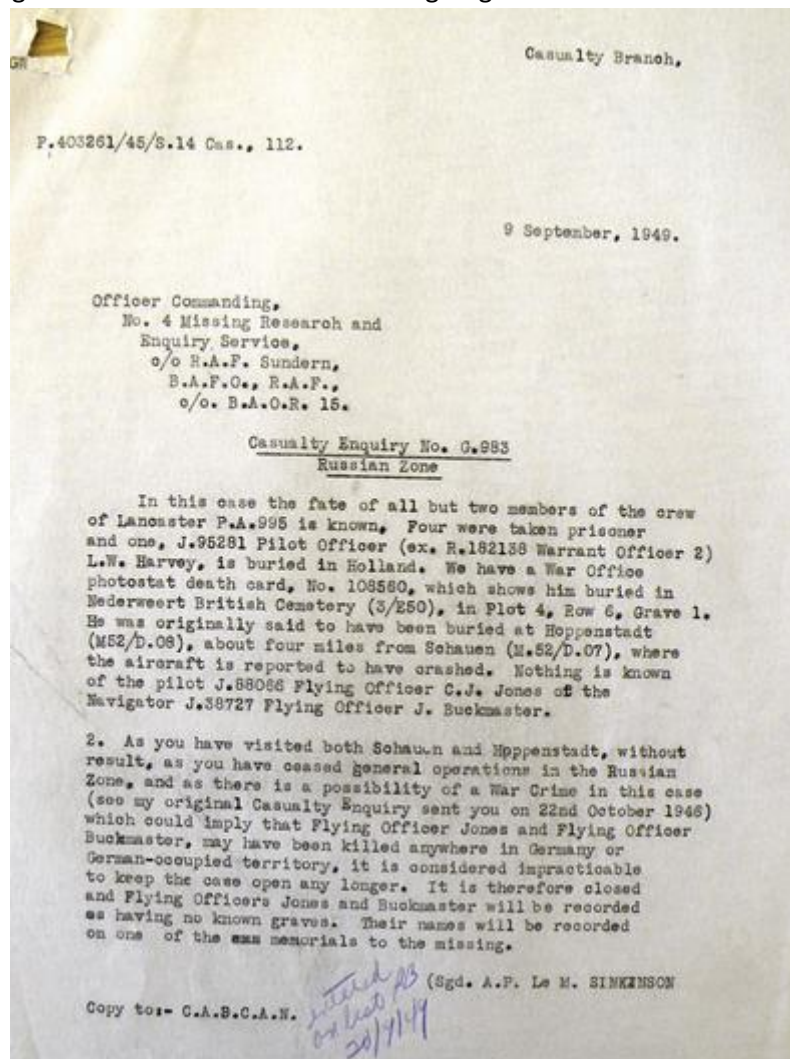 Casualty Branch.
P.403261/45/S.14 Cas., 112.
9 September, 1949.
Officer Commanding,
No. 4 Missing Research and
Enquiry Service,
c/o R.A.F. Sundern,
B.A.F.O., R.A.F.,
c/o. B.A.O.R. 15.
Casualty Enquiry No. G.983
Russian Zone
In this case the fate of all but two members of the crew
of Lancaster P.A.995 is known. Four were taken prisoner
and one, J.95281 Pilot Officer (ex. R.182138 Warrant Officer 2)
L.W. Harvey, is buried in Holland. We have a War Office
photostat death card, No. 108560, which shows him buried in
Nederweert British Cemetery (3/E50), in Plot 4, Row 6, Grave 1.
He was originally said to have been buried at Hoppenstadt
(M52/D.08), about four miles from Schauen (M.52/D.07), where
the aircraft is reported to have crashed. Nothing is known
of the pilot J.88066 Flying Officer C.J. Jones of the
Navigator J.38727 Flying Officer J. Buckmaster.
2. As you have visited both Schauen and Hoppenstadt, without
result, as you have ceased general operations in the Russian
Zone, and as there is a possibility of a War Crime in this case
(see my original Casualty Enquiry sent you on 22nd October 1946)
which could imply that Flying Officer Jones and Flying Officer
Buckmaster, may have been killed anywhere in Germany or
German-occupied territory, it is considered impracticable
to keep the case open any longer. It is therefore closed
and Flying Officers Jones and Buckmaster will be recorded
as having no known graves. Their names will be recorded
on one of the memorials to the missing.
(Sgd. A.P. Le M. SIMKINSON
Copy to:- C.A.B.C.A.N.
entered
on list